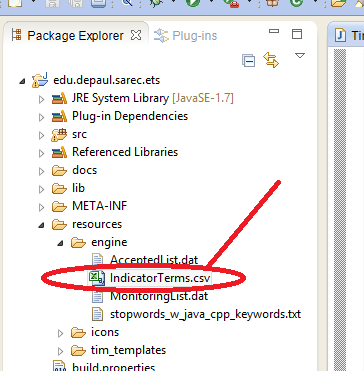 Package Explorer
Plug-ins
Tin
edu.depaul.sarec.ets
JRE System Library [JavaSE-1.7]
Plug-in Dependencies
src
Referenced Libraries
docs
lib
META-INF
resources
engine
AcceptedList.dat
IndicatorTerms.csv
MonitoringList.dat
stopwords_w_java_cpp_keywords.txt
icons
tim_templates
build.properties